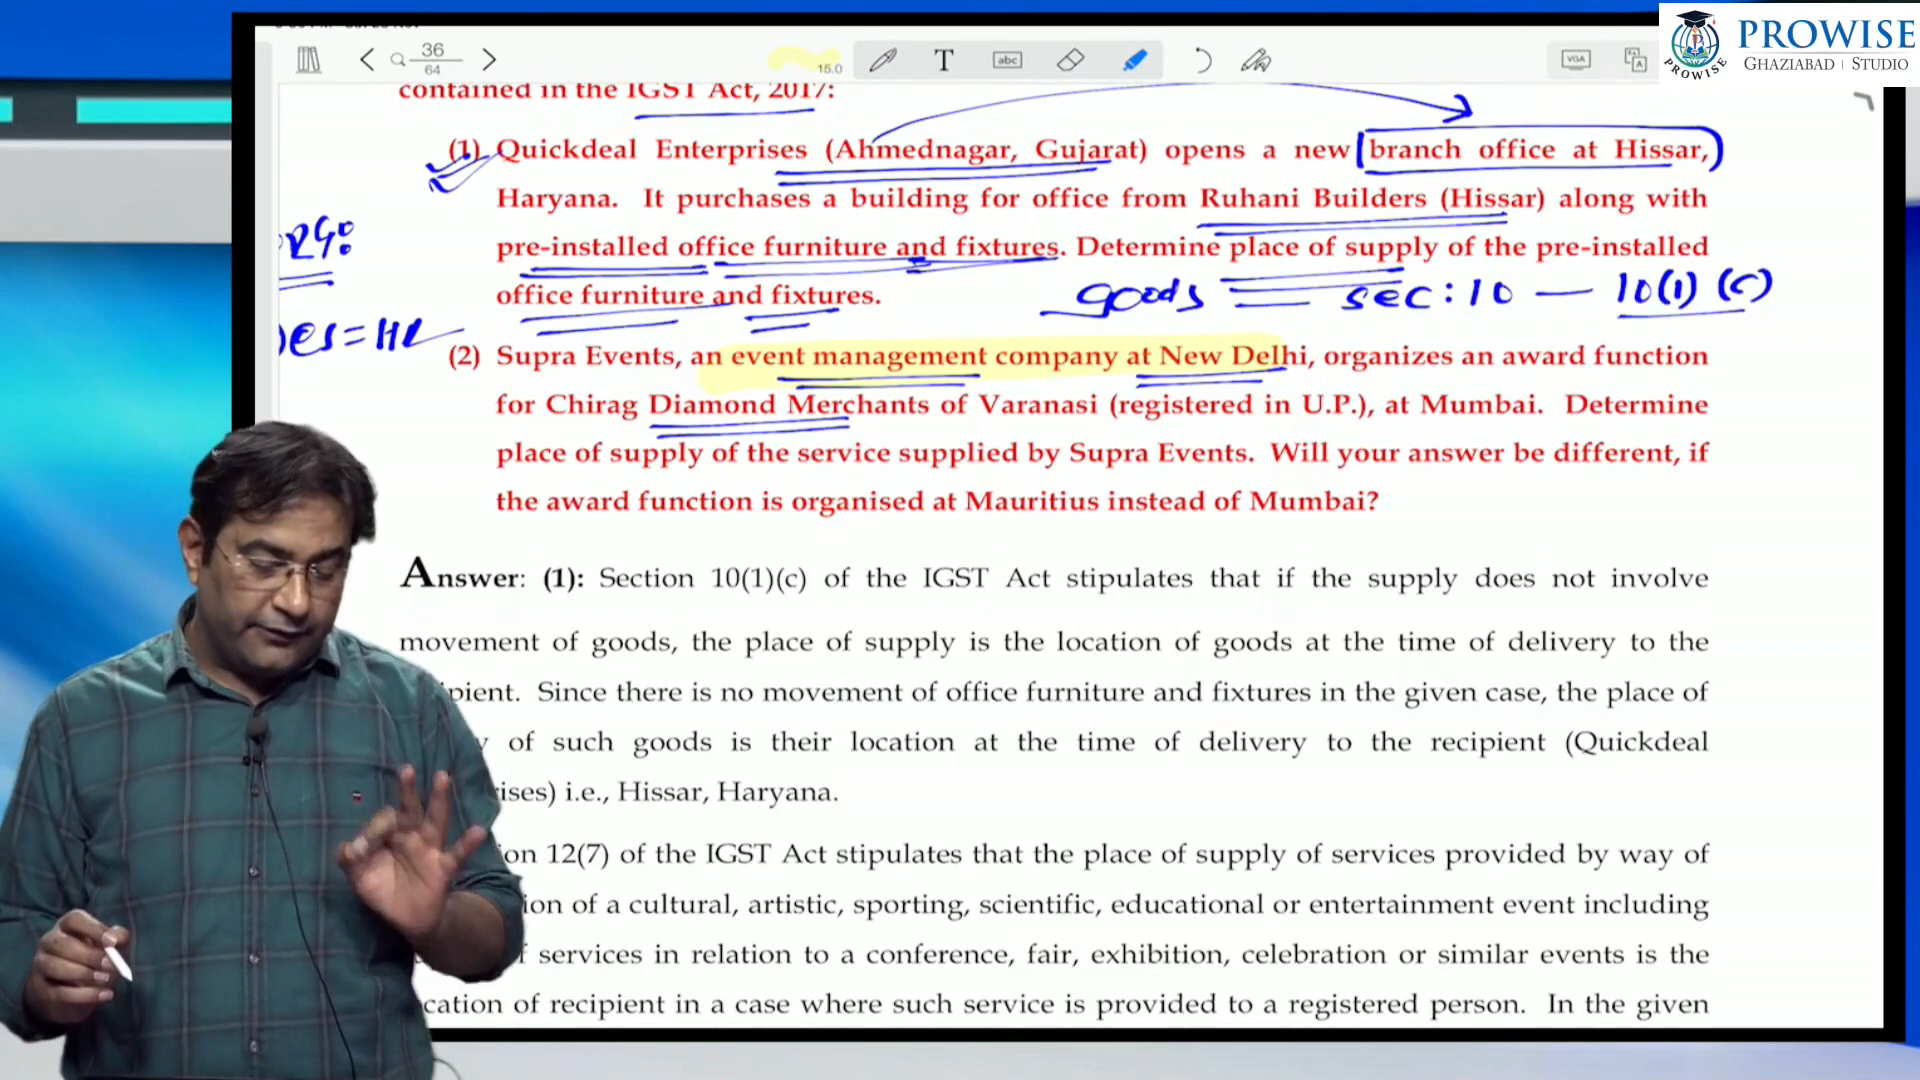 PROWISE
GHAZIABAD | STUDIO
PROWISE
36
64
15.0
T
abc
VGA
A
contained in the IGST Act, 2017:
(1) Quickdeal Enterprises (Ahmednagar, Gujarat) opens a new branch office at Hissar,
Haryana. It purchases a building for office from Ruhani Builders (Hissar) along with
pre-installed office furniture and fixtures. Determine place of supply of the pre-installed
office furniture and fixtures.
goods sec: 10 — 10(1) (c)
(2) Supra Events, an event management company at New Delhi, organizes an award function
for Chirag Diamond Merchants of Varanasi (registered in U.P.), at Mumbai. Determine
place of supply of the service supplied by Supra Events. Will your answer be different, if
the award function is organised at Mauritius instead of Mumbai?
Answer: (1): Section 10(1)(c) of the IGST Act stipulates that if the supply does not involve
movement of goods, the place of supply is the location of goods at the time of delivery to the
pient. Since there is no movement of office furniture and fixtures in the given case, the place of
y of such goods is their location at the time of delivery to the recipient (Quickdeal
ises) i.e., Hissar, Haryana.
on 12(7) of the IGST Act stipulates that the place of supply of services provided by way of
ion of a cultural, artistic, sporting, scientific, educational or entertainment event including
f services in relation to a conference, fair, exhibition, celebration or similar events is the
cation of recipient in a case where such service is provided to a registered person. In the given